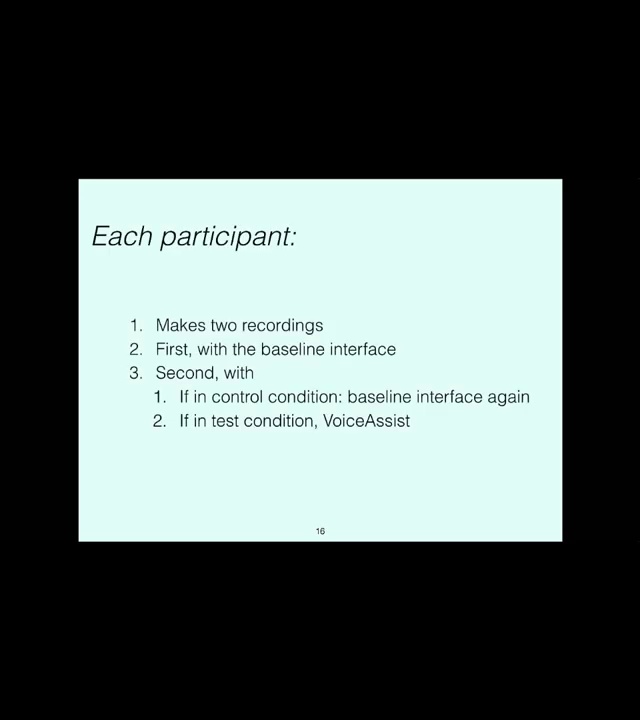 Each participant:
1. Makes two recordings
2. First, with the baseline interface
3. Second, with
1. If in control condition: baseline interface again
2. If in test condition, VoiceAssist
16